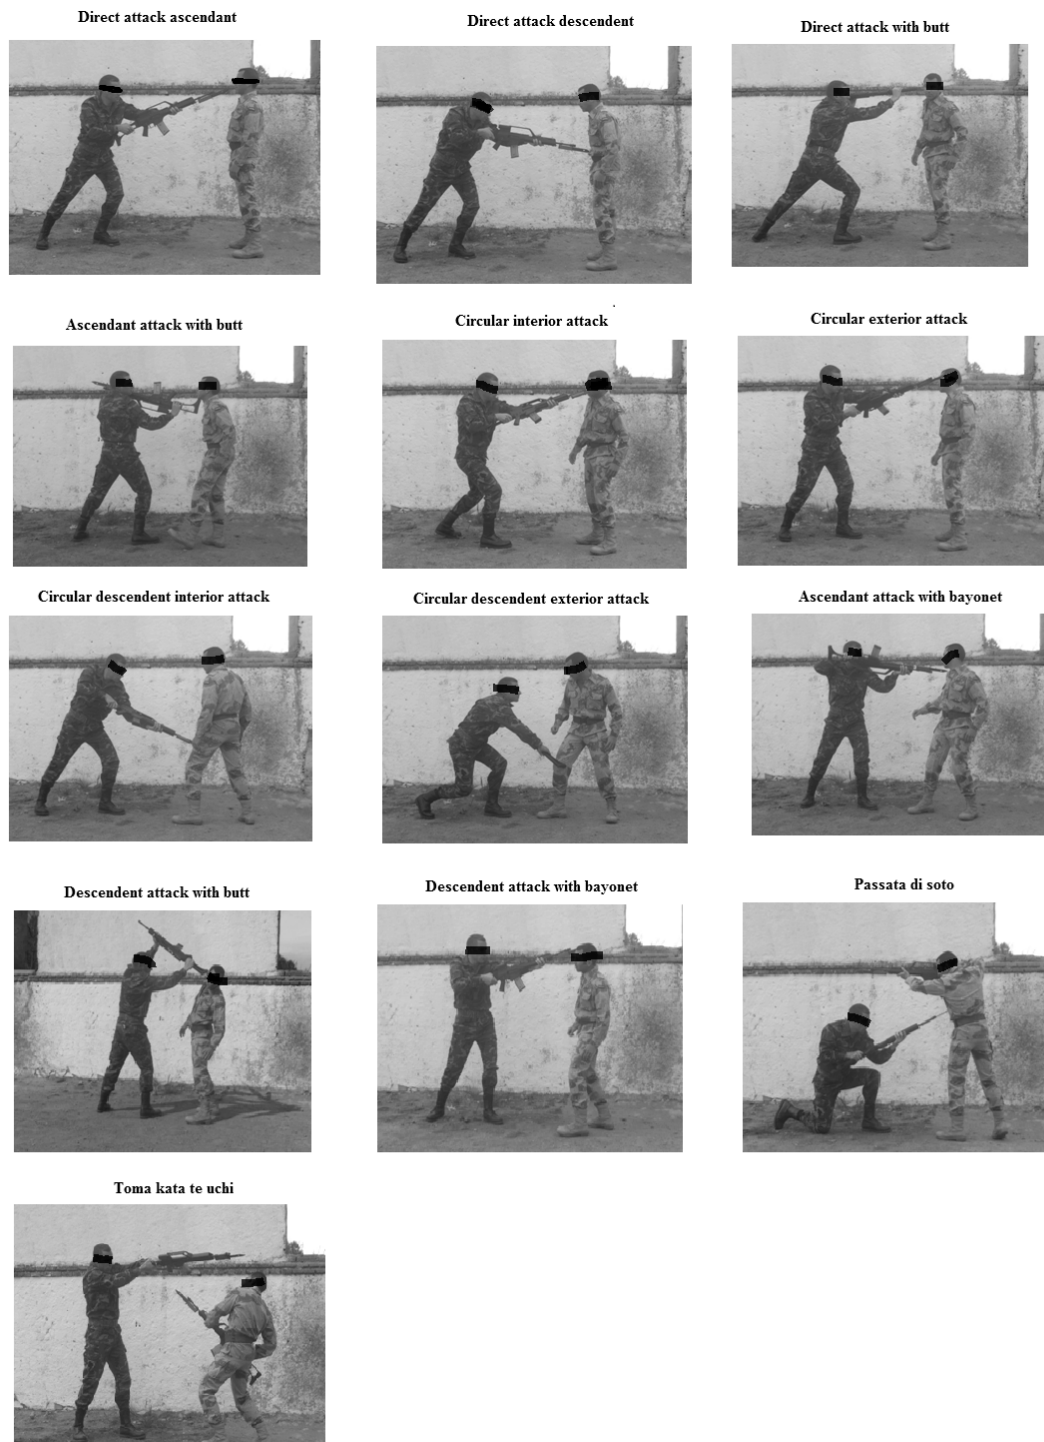 Direct attack ascendant
Direct attack descendent
Direct attack with butt
Ascendant attack with butt
Circular interior attack
Circular exterior attack
Circular descendent interior attack
Circular descendent exterior attack
Ascendant attack with bayonet
Descendent attack with butt
Descendent attack with bayonet
Passata di soto
Toma kata te uchi